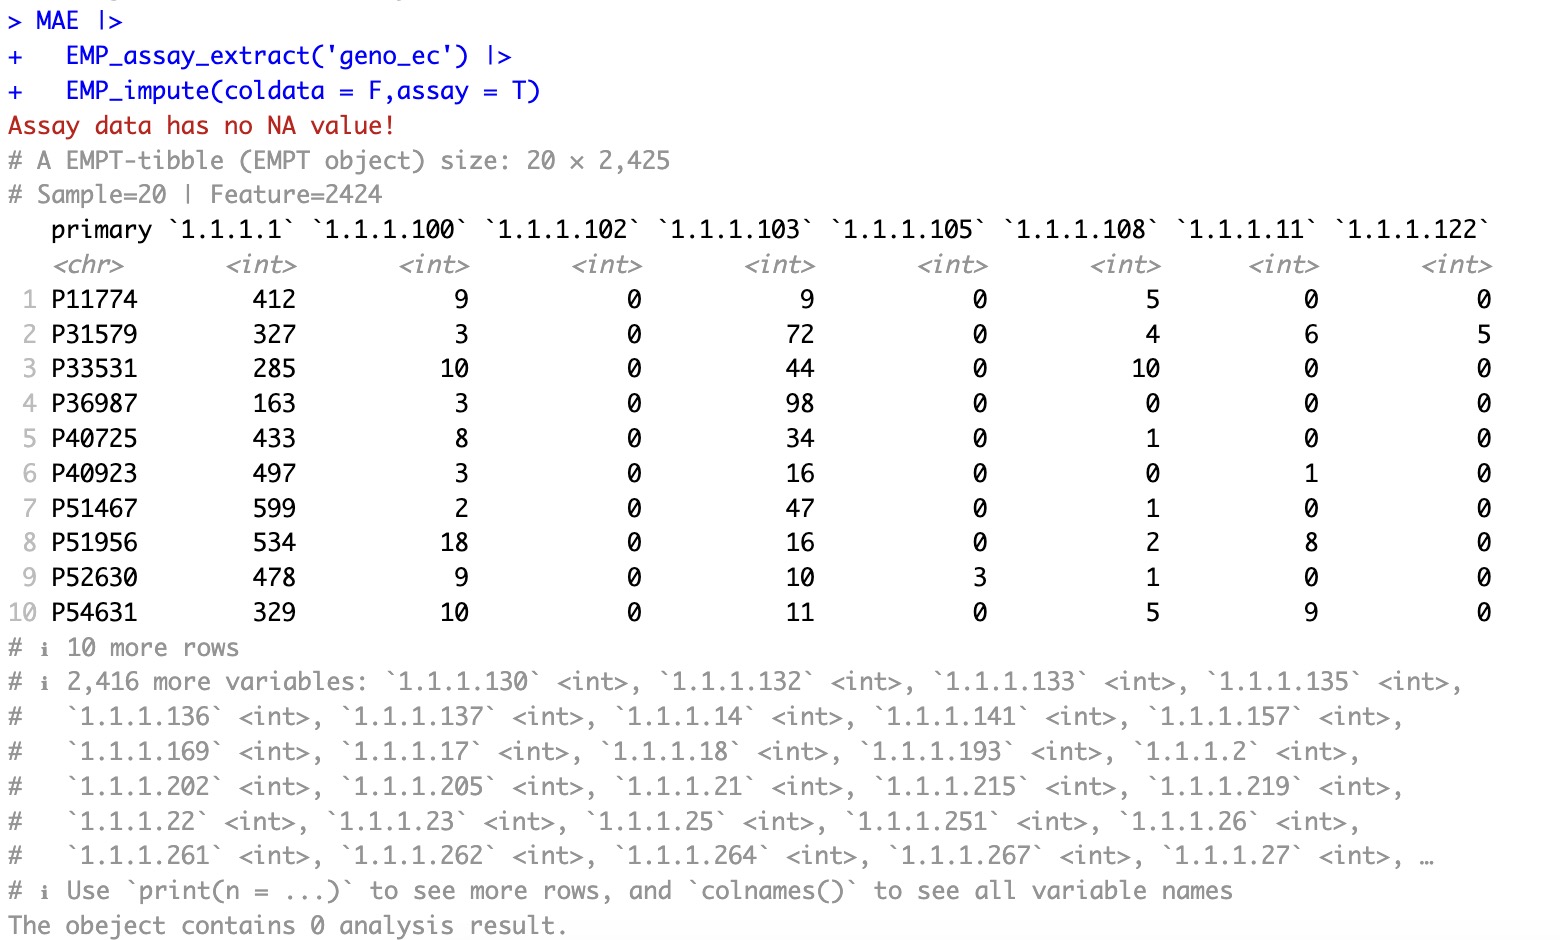 > MAE |>
+   EMP_assay_extract('geno_ec') |>
+   EMP_impute(coldata = F,assay = T)
Assay data has no NA value!
# A EMPT-tibble (EMPT object) size: 20 × 2,425
# Sample=20 | Feature=2424
   primary `1.1.1.1` `1.1.1.100` `1.1.1.102` `1.1.1.103` `1.1.1.105` `1.1.1.108` `1.1.1.11` `1.1.1.122`
   <chr>       <int>       <int>       <int>       <int>       <int>       <int>      <int>       <int>
 1 P11774        412           9           0           9           0           5          0           0
 2 P31579        327           3           0          72           0           4          6           5
 3 P33531        285          10           0          44           0          10          0           0
 4 P36987        163           3           0          98           0           0          0           0
 5 P40725        433           8           0          34           0           1          0           0
 6 P40923        497           3           0          16           0           0          1           0
 7 P51467        599           2           0          47           0           1          0           0
 8 P51956        534          18           0          16           0           2          8           0
 9 P52630        478           9           0          10           3           1          0           0
10 P54631        329          10           0          11           0           5          9           0
# ℹ 10 more rows
# ℹ 2,416 more variables: `1.1.1.130` <int>, `1.1.1.132` <int>, `1.1.1.133` <int>, `1.1.1.135` <int>,
#   `1.1.1.136` <int>, `1.1.1.137` <int>, `1.1.1.14` <int>, `1.1.1.141` <int>, `1.1.1.157` <int>,
#   `1.1.1.169` <int>, `1.1.1.17` <int>, `1.1.1.18` <int>, `1.1.1.193` <int>, `1.1.1.2` <int>,
#   `1.1.1.202` <int>, `1.1.1.205` <int>, `1.1.1.21` <int>, `1.1.1.215` <int>, `1.1.1.219` <int>,
#   `1.1.1.22` <int>, `1.1.1.23` <int>, `1.1.1.25` <int>, `1.1.1.251` <int>, `1.1.1.26` <int>,
#   `1.1.1.261` <int>, `1.1.1.262` <int>, `1.1.1.264` <int>, `1.1.1.267` <int>, `1.1.1.27` <int>, …
# ℹ Use `print(n = ...)` to see more rows, and `colnames()` to see all variable names
The obeject contains 0 analysis result.